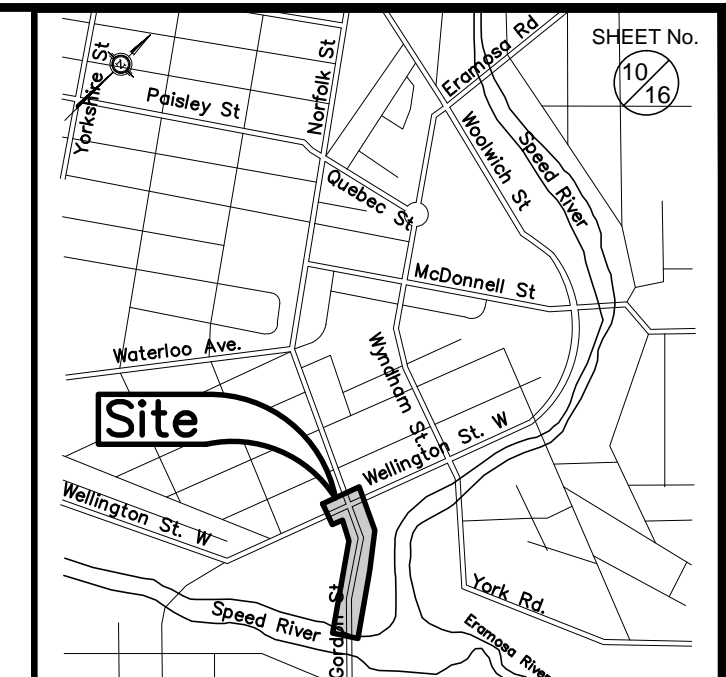 SHEET No.
10
16
Yorkshire St
Paisley St
Norfolk St
Eramosa Rd
Woolwich St
Speed River
Quebec St
McDonnell St
Waterloo Ave.
Wyndham St.
Site
Wellington St. W
Wellington St. W
Gordon St
Speed River
York Rd.
Eramosa River